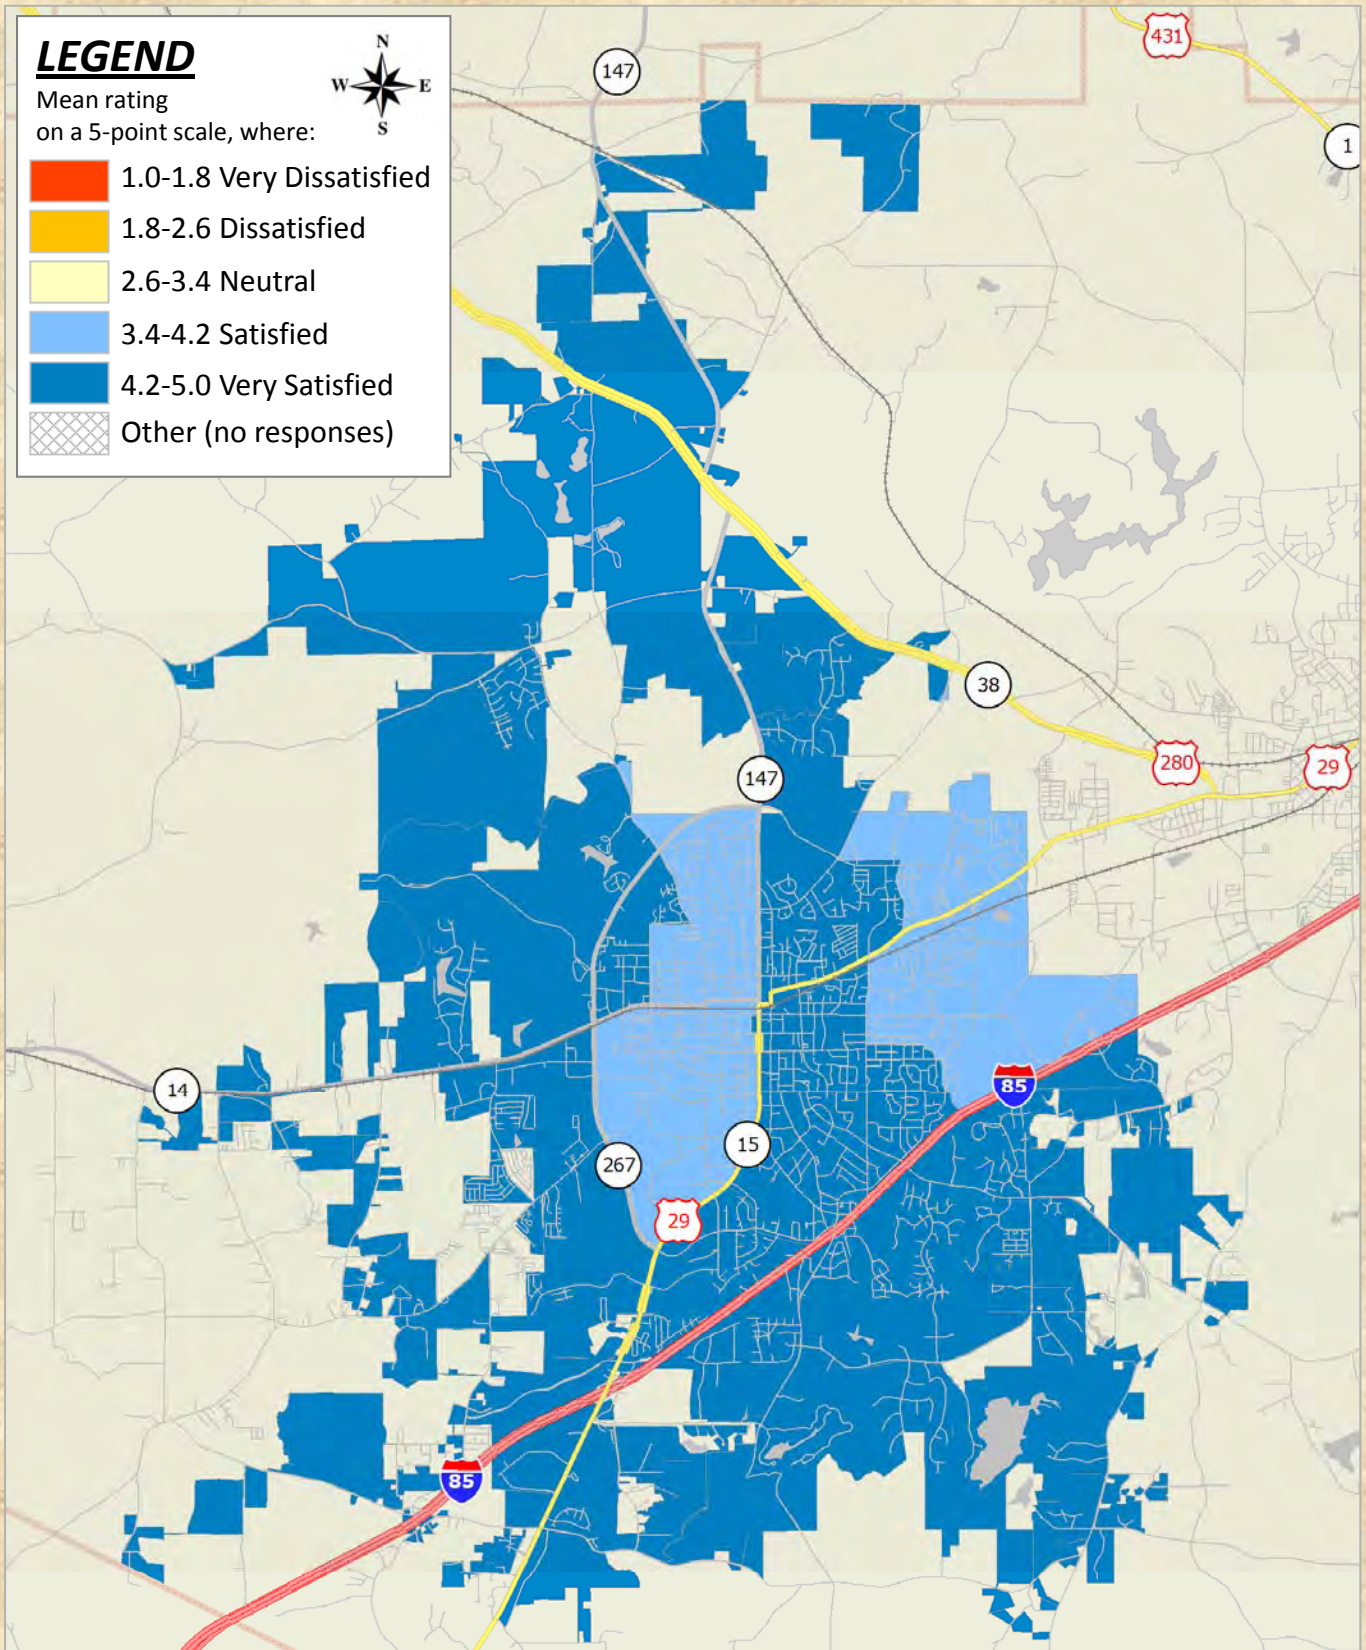 LEGEND
N
W E
S
Mean rating
on a 5-point scale, where:
1.0-1.8 Very Dissatisfied
1.8-2.6 Dissatisfied
2.6-3.4 Neutral
3.4-4.2 Satisfied
4.2-5.0 Very Satisfied
Other (no responses)
431
147
1
38
280
29
147
14
85
15
267
29
85